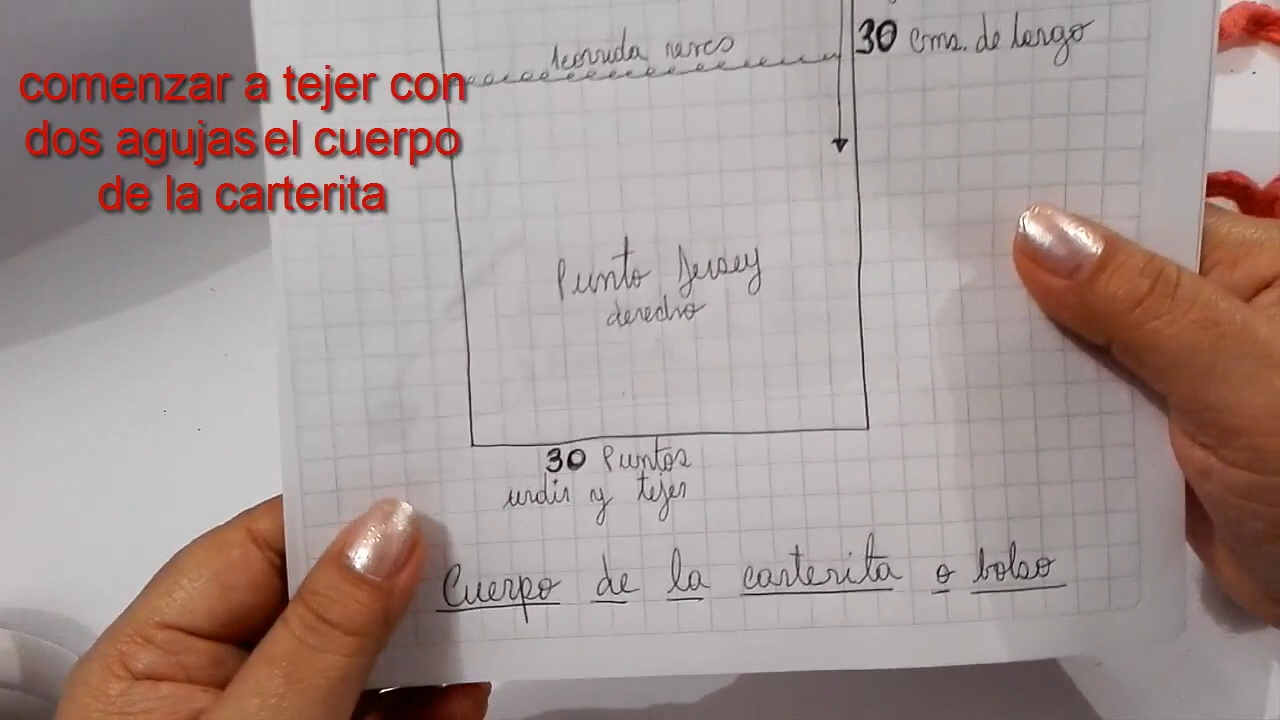 30 cms. de largo
revés
comenzar a tejer con
dos agujas el cuerpo
de la carterita
Punto Jersey
derecho
30 Puntos
urdir y tejer
Cuerpo de la carterita o bolso